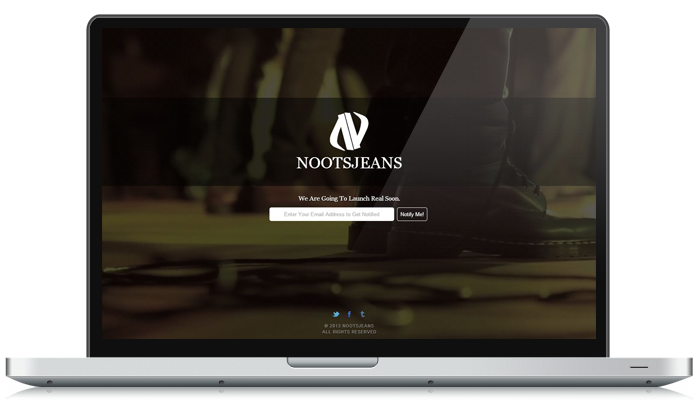 NOOTSJEANS
We Are Going To Launch Real Soon.
Enter Your Email Address to Get Notified
Notify Me!
© 2012 NOOTSJEANS
ALL RIGHTS RESERVED